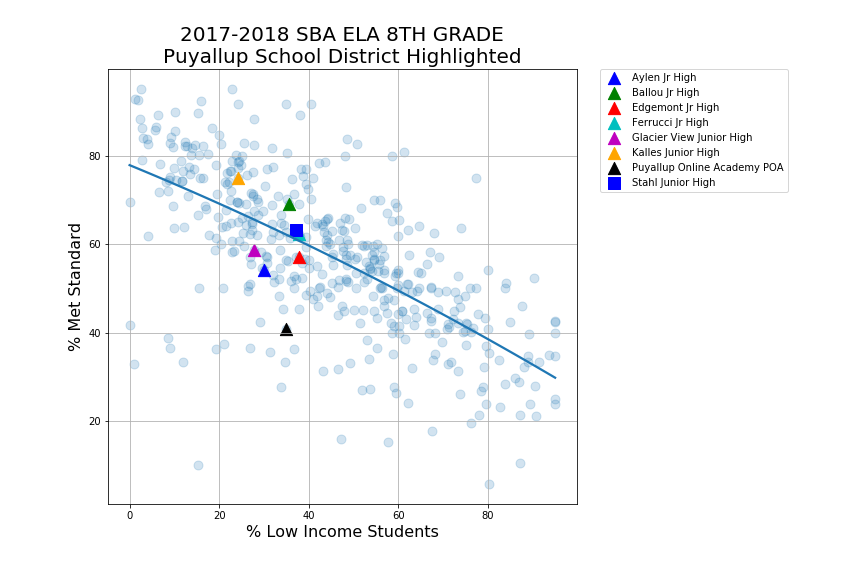 2017-2018 SBA ELA 8TH GRADE
Puyallup School District Highlighted
% Met Standard
80
60
40
20
0
20
40
60
80
% Low Income Students
Aylen Jr High
Ballou Jr High
Edgemont Jr High
Ferrucci Jr High
Glacier View Junior High
Kalles Junior High
Puyallup Online Academy POA
Stahl Junior High